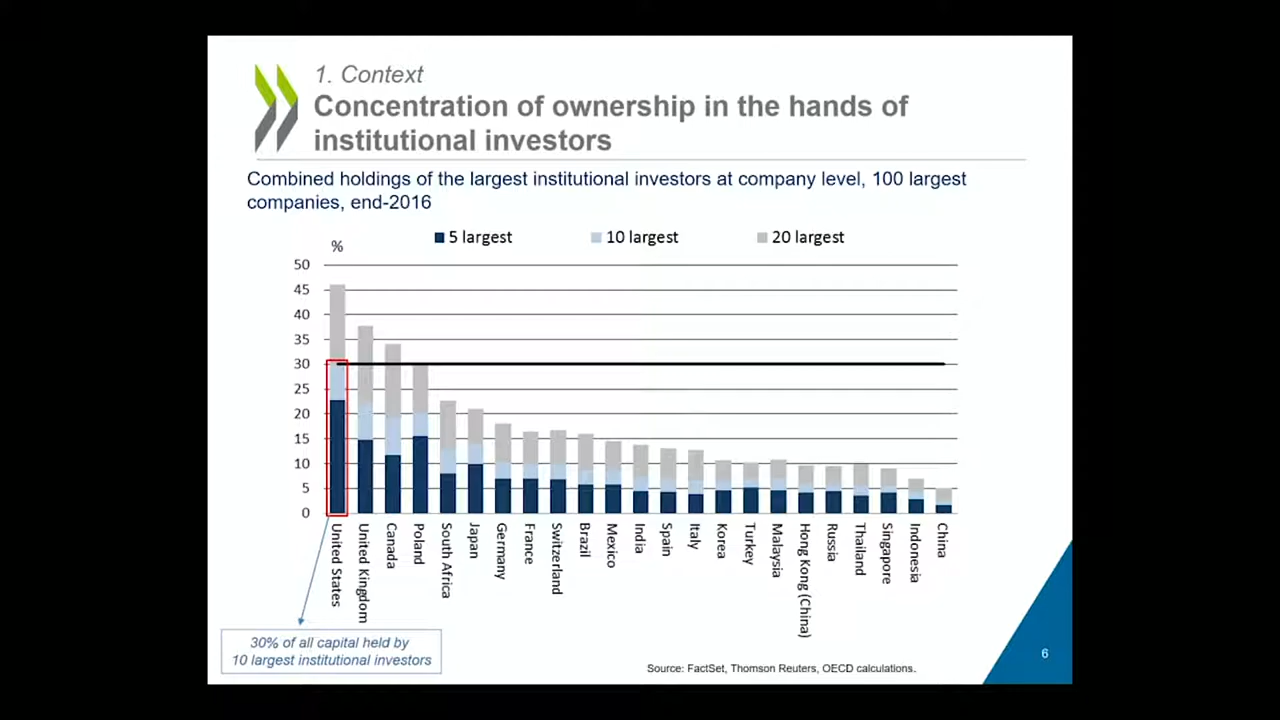 1. Context
Concentration of ownership in the hands of
institutional investors
Combined holdings of the largest institutional investors at company level, 100 largest
companies, end-2016
5 largest
10 largest
20 largest
%
50
45
40
35
30
25
20
15
10
5
0
United States
United Kingdom
Canada
Poland
South Africa
Japan
Germany
France
Switzerland
Brazil
Mexico
India
Spain
Italy
Korea
Turkey
Malaysia
Hong Kong (China)
Russia
Thailand
Singapore
Indonesia
China
30% of all capital held by
10 largest institutional investors
Source: FactSet, Thomson Reuters, OECD calculations.
6